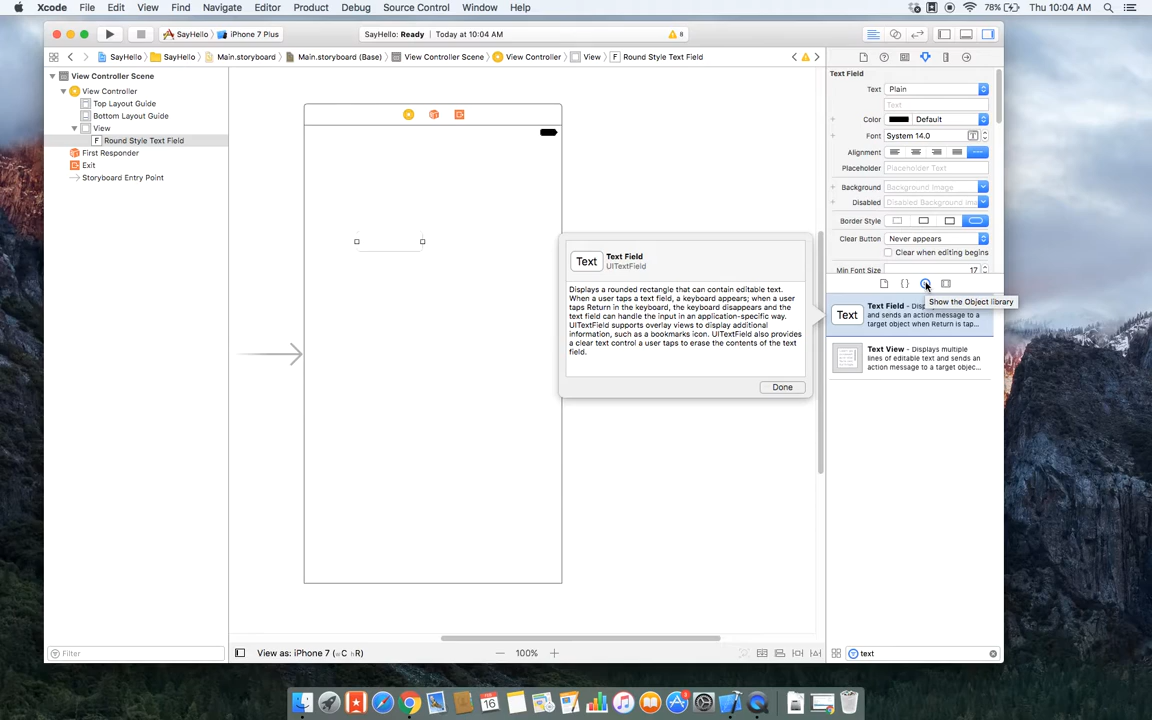 Xcode File Edit View Find Navigate Editor Product Debug Source Control Window Help 78% Thu 10:04 AM
SayHello iPhone 7 Plus SayHello: Ready Today at 10:04 AM 8
SayHello SayHello Main.storyboard Main.storyboard (Base) View Controller Scene View Controller View Round Style Text Field
View Controller Scene
View Controller
Top Layout Guide
Bottom Layout Guide
View
F Round Style Text Field
First Responder
Exit
Storyboard Entry Point
Text Field
Text Plain
Text
Color Default
Font System 14.0
Alignment
Placeholder Placeholder Text
Background Background Image
Disabled Disabled Background Ima
Border Style
Clear Button Never appears
Clear when editing begins
Min Font Size 17
Show the Object library
Text
Text Field
UITextField
Displays a rounded rectangle that can contain editable text.
When a user taps a text field, a keyboard appears; when a user
taps Return in the keyboard, the keyboard disappears and the
text field can handle the input in an application-specific way.
UITextField supports overlay views to display additional
information, such as a bookmarks icon. UITextField also provides
a clear text control a user taps to erase the contents of the text
field.
Done
Text
Text Field -
and sends an action message to a
target object when Return is tap...
Text View - Displays multiple
lines of editable text and sends an
action message to a target objec...
Filter
View as: iPhone 7 (wC hR)
— 100% +
text
FEB
16